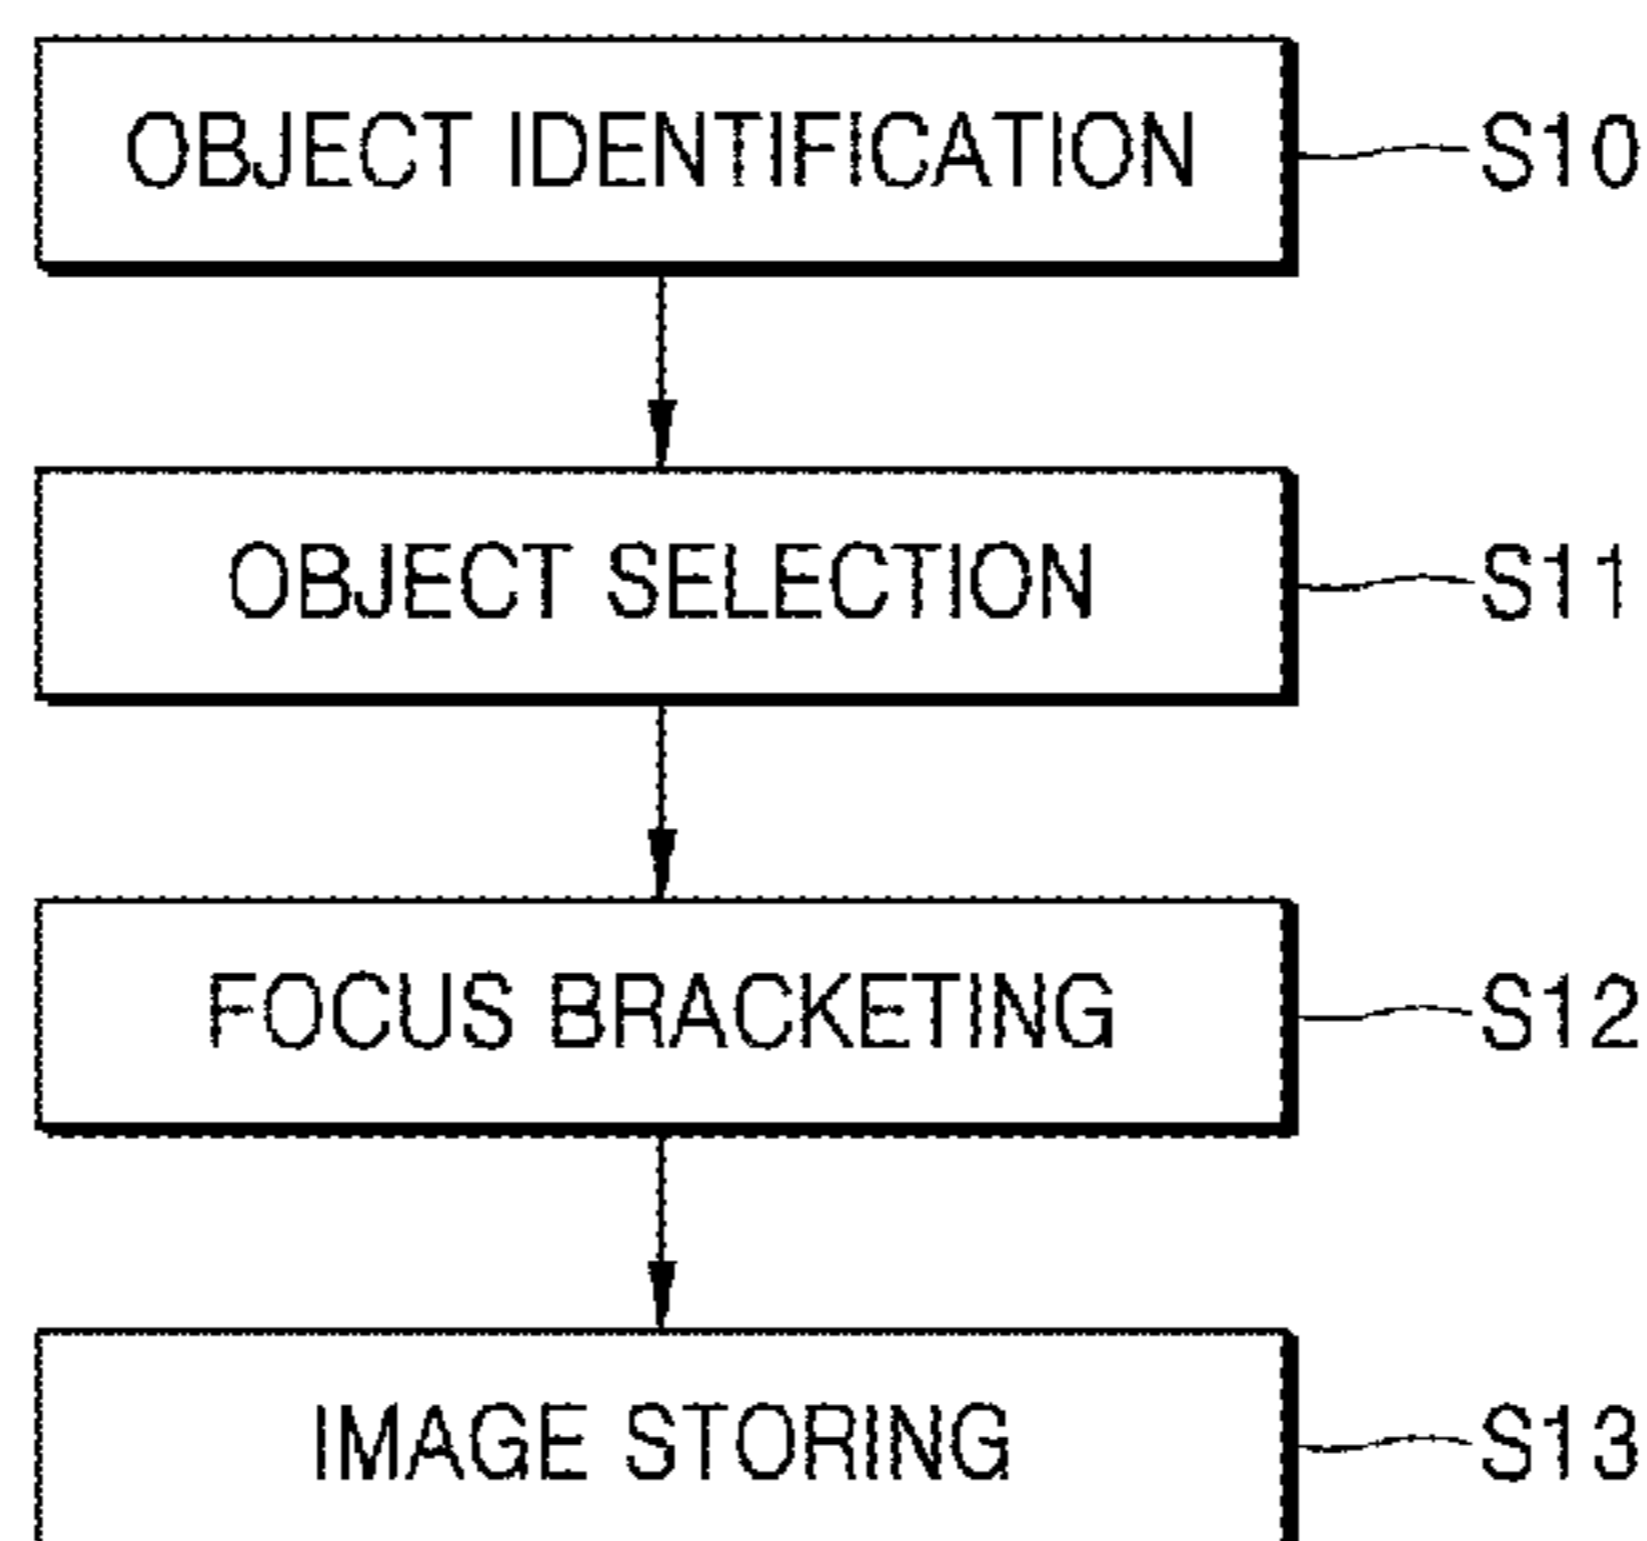 OBJECT IDENTIFICATION S10
OBJECT SELECTION S11
FOCUS BRACKETING S12
IMAGE STORING S13